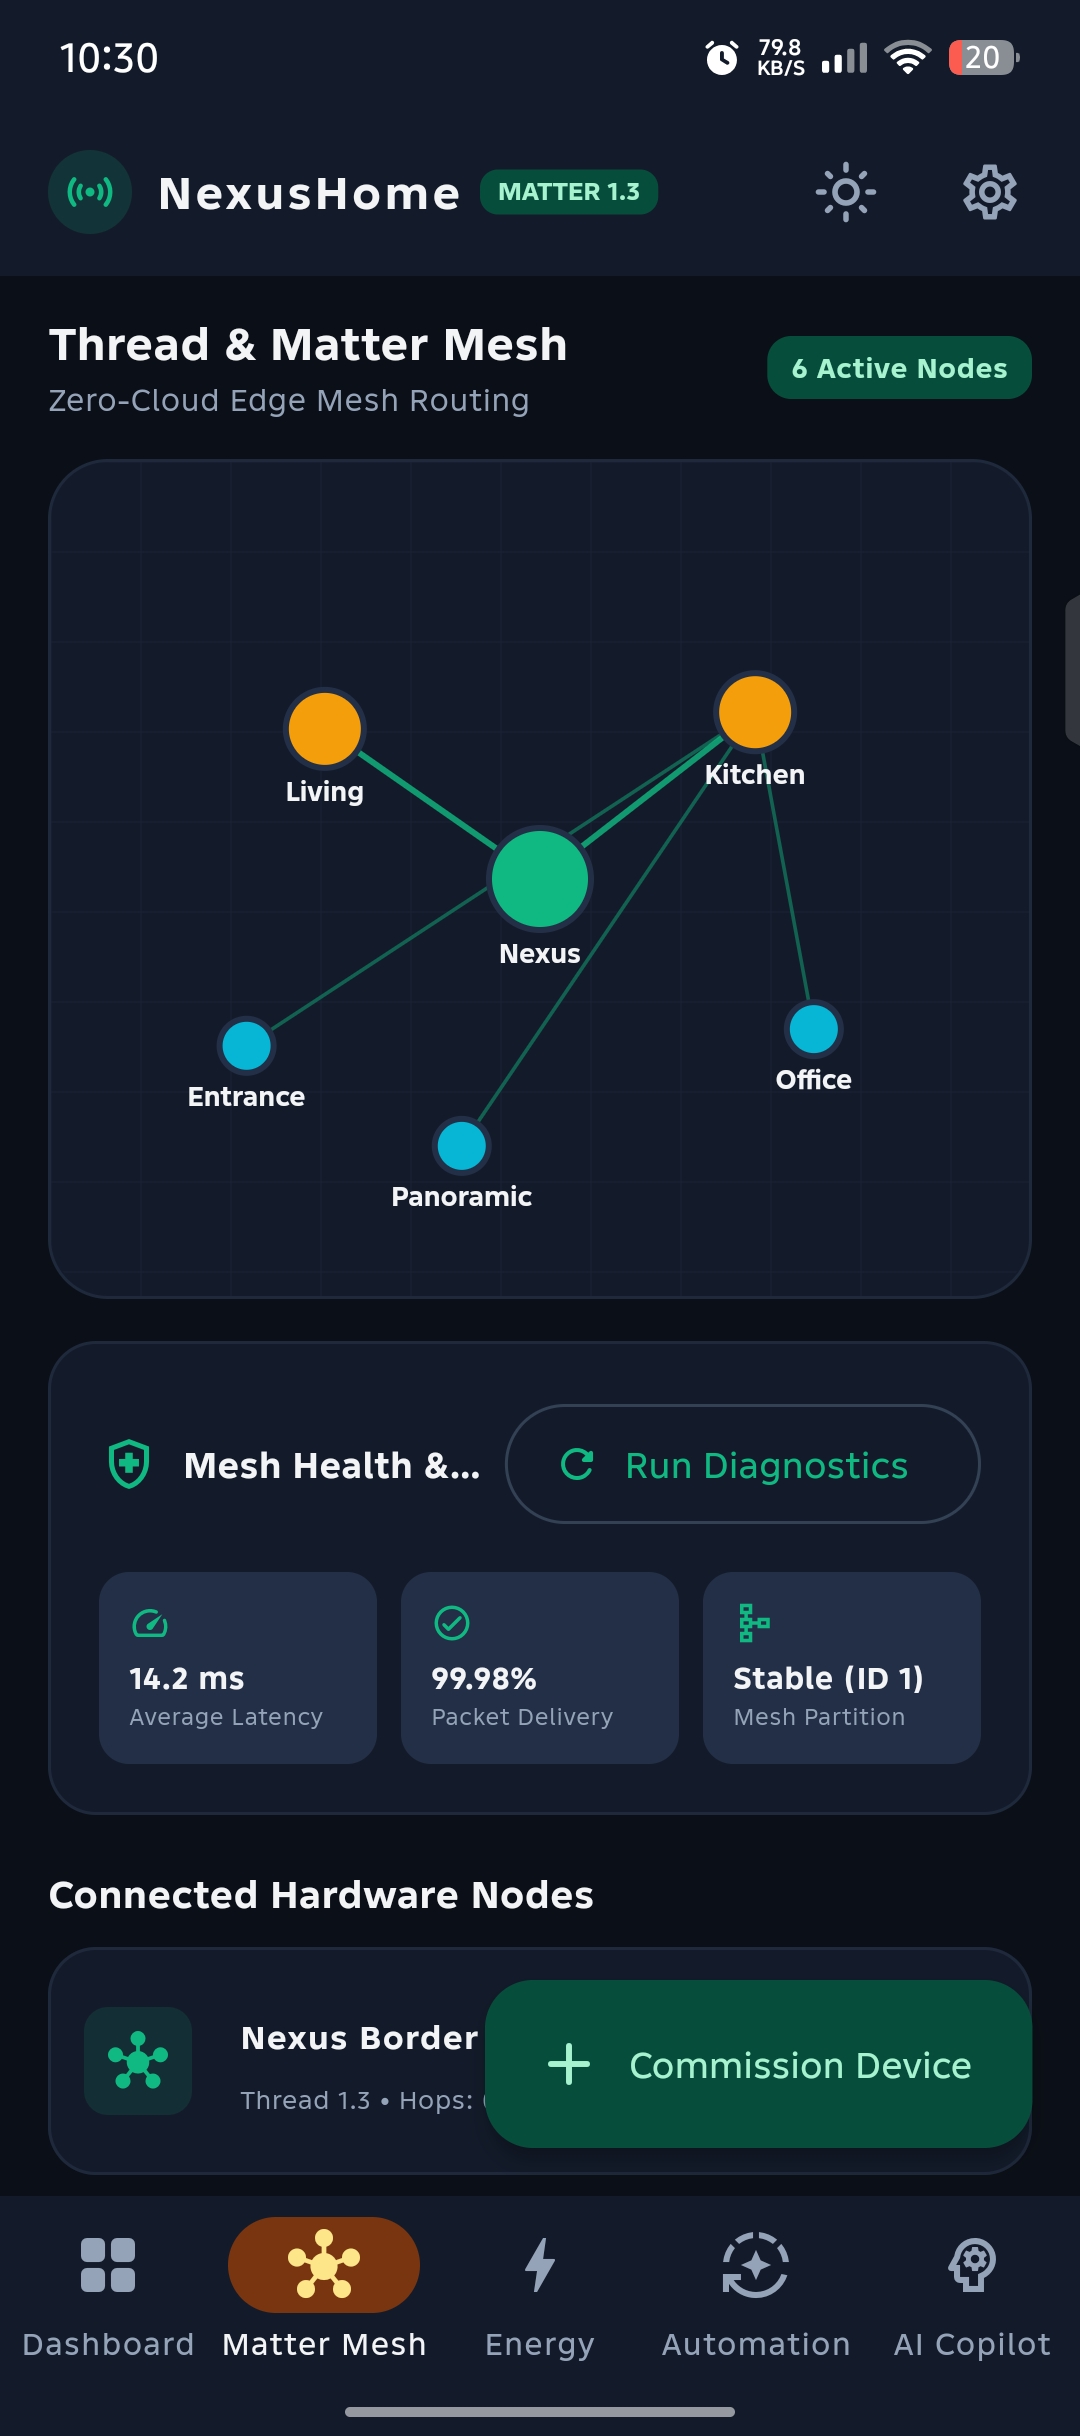 10:30
79.8
KB/S
20
NexusHome
MATTER 1.3
Thread & Matter Mesh
Zero-Cloud Edge Mesh Routing
6 Active Nodes
Living
Kitchen
Nexus
Entrance
Office
Panoramic
Mesh Health &...
Run Diagnostics
14.2 ms
Average Latency
99.98%
Packet Delivery
Stable (ID 1)
Mesh Partition
Connected Hardware Nodes
Nexus Border
Thread 1.3 • Hops:
Commission Device
Dashboard
Matter Mesh
Energy
Automation
AI Copilot